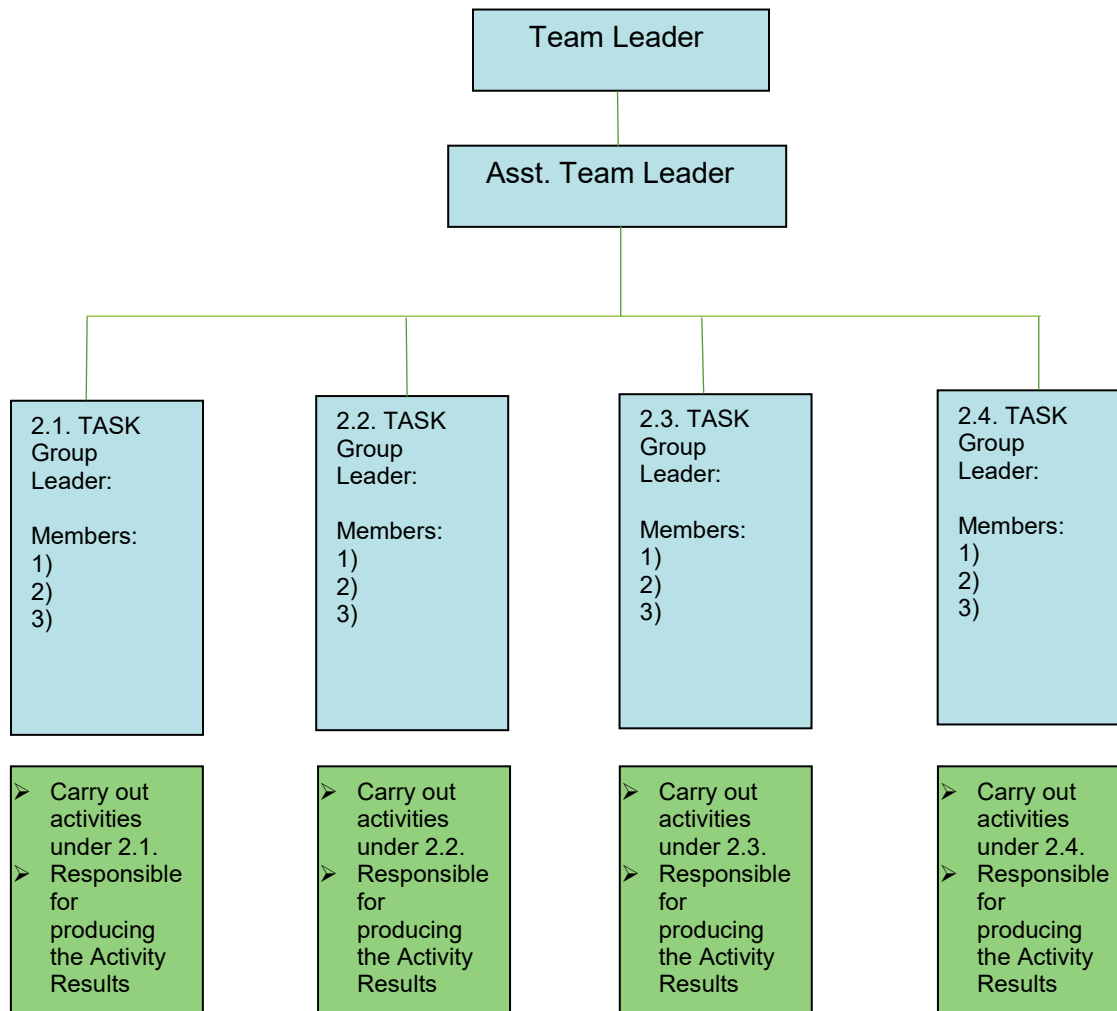 Team Leader
Asst. Team Leader
2.1. TASK
Group
Leader:
Members:
1)
2)
3)
2.2. TASK
Group
Leader:
Members:
1)
2)
3)
2.3. TASK
Group
Leader:
Members:
1)
2)
3)
2.4. TASK
Group
Leader:
Members:
1)
2)
3)
➢ Carry out
activities
under 2.1.
➢ Responsible
for
producing
the Activity
Results
➢ Carry out
activities
under 2.2.
➢ Responsible
for
producing
the Activity
Results
➢ Carry out
activities
under 2.3.
➢ Responsible
for
producing
the Activity
Results
➢ Carry out
activities
under 2.4.
➢ Responsible
for
producing
the Activity
Results